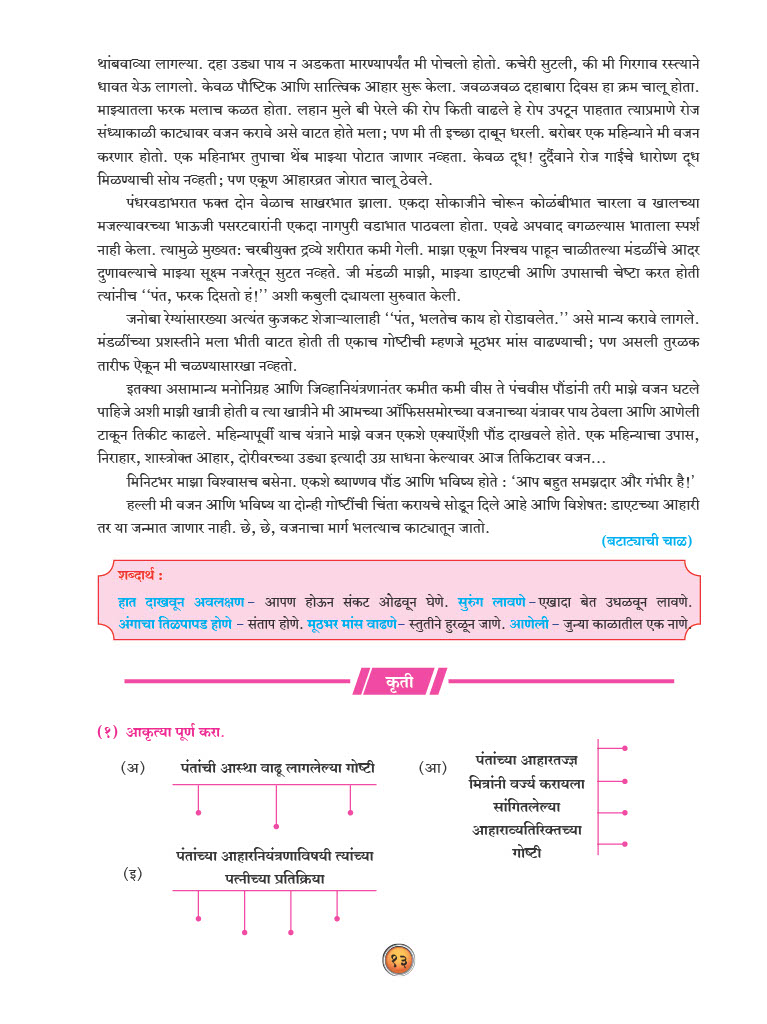 थांबवाव्या लागल्या. दहा उड्या पाय न अडकता मारण्यापर्यंत मी पोचलो होतो. कचेरी सुटली, की मी गिरगाव रस्त्याने
धावत येऊ लागलो. केवळ पौष्टिक आणि सात्त्विक आहार सुरू केला. जवळजवळ दहाबारा दिवस हा क्रम चालू होता.
माझ्यातला फरक मलाच कळत होता. लहान मुले बी पेरले की रोप किती वाढले हे रोप उपटून पाहतात त्याप्रमाणे रोज
संध्याकाळी काट्यावर वजन करावे असे वाटत होते मला; पण मी ती इच्छा दाबून धरली. बरोबर एक महिन्याने मी वजन
करणार होतो. एक महिनाभर तुपाचा थेंब माझ्या पोटात जाणार नव्हता. केवळ दूध! दुर्दैवाने रोज गाईचे धारोष्ण दूध
मिळण्याची सोय नव्हती; पण एकूण आहारव्रत जोरात चालू ठेवले.
पंधरवडाभरात फक्त दोन वेळाच साखरभात झाला. एकदा सोकाजीने चोरून कोळंबीभात चारला व खालच्या
मजल्यावरच्या भाऊजी पसरटवारांनी एकदा नागपुरी वडाभात पाठवला होता. एवढे अपवाद वगळल्यास भाताला स्पर्श
नाही केला. त्यामुळे मुख्यतः चरबीयुक्त द्रव्ये शरीरात कमी गेली. माझा एकूण निश्चय पाहून चाळीतल्या मंडळींचे आदर
दुणावल्याचे माझ्या सूक्ष्म नजरेतून सुटत नव्हते. जी मंडळी माझी, माझ्या डाएटची आणि उपासाची चेष्टा करत होती
त्यांनीच ‘‘पंत, फरक दिसतो हं!’’ अशी कबुली द्यायला सुरुवात केली.
जनोबा रेग्यांसारख्या अत्यंत कुजकट शेजाऱ्यालाही ‘‘पंत, भलतेच काय हो रोडावलेत.’’ असे मान्य करावे लागले.
मंडळींच्या प्रशस्तीने मला भीती वाटत होती ती एकाच गोष्टीची म्हणजे मूठभर मांस वाढण्याची; पण असली तुरळक
तारीफ ऐकून मी चळण्यासारखा नव्हतो.
इतक्या असामान्य मनोनिग्रह आणि जिव्हानियंत्रणानंतर कमीत कमी वीस ते पंचवीस पौंडांनी तरी माझे वजन घटले
पाहिजे अशी माझी खात्री होती व त्या खात्रीने मी आमच्या ऑफिससमोरच्या वजनाच्या यंत्रावर पाय ठेवला आणि आणेली
टाकून तिकीट काढले. महिन्यापूर्वी याच यंत्राने माझे वजन एकशे एक्याऐंशी पौंड दाखवले होते. एक महिन्याचा उपास,
निराहार, शास्त्रोक्त आहार, दोरीवरच्या उड्या इत्यादी उग्र साधना केल्यावर आज तिकिटावर वजन...
मिनिटभर माझा विश्वासच बसेना. एकशे ब्याण्णव पौंड आणि भविष्य होते : ‘आप बहुत समझदार और गंभीर है!’
हल्ली मी वजन आणि भविष्य या दोन्ही गोष्टींची चिंता करायचे सोडून दिले आहे आणि विशेषतः डाएटच्या आहारी
तर या जन्मात जाणार नाही. छे, छे, वजनाचा मार्ग भलत्याच काट्यातून जातो.
(बटाट्याची चाळ)
शब्दार्थ :
हात दाखवून अवलक्षण – आपण होऊन संकट ओढवून घेणे. सुरुंग लावणे – एखादा बेत उधळवून लावणे.
अंगाचा तिळपापड होणे – संताप होणे. मूठभर मांस वाढणे– स्तुतीने हुरळून जाणे. आणेली – जुन्या काळातील एक नाणे.
कृती
(१) आकृत्या पूर्ण करा.
(अ) पंतांची आस्था वाढू लागलेल्या गोष्टी
(आ) पंतांच्या आहारतज्ज्ञ
मित्रांनी वर्ज्य करायला
सांगितलेल्या
आहाराव्यतिरिक्तच्या
गोष्टी
(इ) पंतांच्या आहारनियंत्रणाविषयी त्यांच्या
पत्नीच्या प्रतिक्रिया
१३